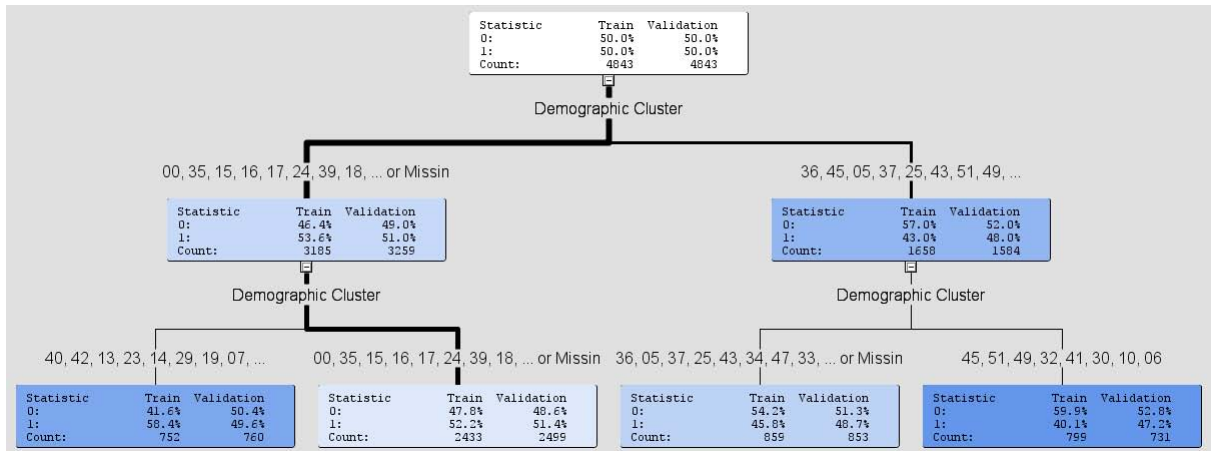 Statistic Train Validation
0: 50.0% 50.0%
1: 50.0% 50.0%
Count: 4843 4843
Demographic Cluster
00, 35, 15, 16, 17, 24, 39, 18, ... or Missin
36, 45, 05, 37, 25, 43, 51, 49, ...
Statistic Train Validation
0: 46.4% 49.0%
1: 53.6% 51.0%
Count: 3185 3259
Statistic Train Validation
0: 57.0% 52.0%
1: 43.0% 48.0%
Count: 1658 1584
Demographic Cluster
Demographic Cluster
40, 42, 13, 23, 14, 29, 19, 07, ...
00, 35, 15, 16, 17, 24, 39, 18, ... or Missin
36, 05, 37, 25, 43, 34, 47, 33, ... or Missin
45, 51, 49, 32, 41, 30, 10, 06
Statistic Train Validation
0: 41.6% 50.4%
1: 58.4% 49.6%
Count: 752 760
Statistic Train Validation
0: 47.8% 48.6%
1: 52.2% 51.4%
Count: 2433 2499
Statistic Train Validation
0: 54.2% 51.3%
1: 45.8% 48.7%
Count: 859 853
Statistic Train Validation
0: 59.9% 52.8%
1: 40.1% 47.2%
Count: 799 731